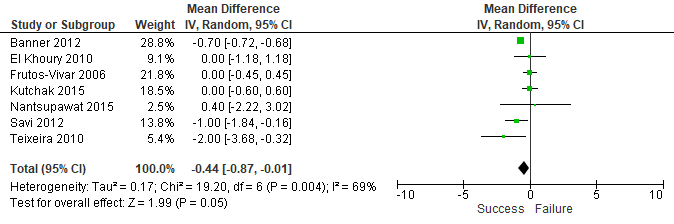 Mean Difference Mean Difference
Study or Subgroup Weight IV, Random, 95% CI IV, Random, 95% CI
Banner 2012 28.8% -0.70 [-0.72, -0.68]
El Khoury 2010 9.1% 0.00 [-1.18, 1.18]
Frutos-Vivar 2006 21.8% 0.00 [-0.45, 0.45]
Kutchak 2015 18.5% 0.00 [-0.60, 0.60]
Nantsupawat 2015 2.5% 0.40 [-2.22, 3.02]
Savi 2012 13.8% -1.00 [-1.84, -0.16]
Teixeira 2010 5.4% -2.00 [-3.68, -0.32]
Total (95% CI) 100.0% -0.44 [-0.87, -0.01]
Heterogeneity: Tau² = 0.17; Chi² = 19.20, df = 6 (P = 0.004); I² = 69%
Test for overall effect: Z = 1.99 (P = 0.05)
-10 -5 0 5 10
Success Failure